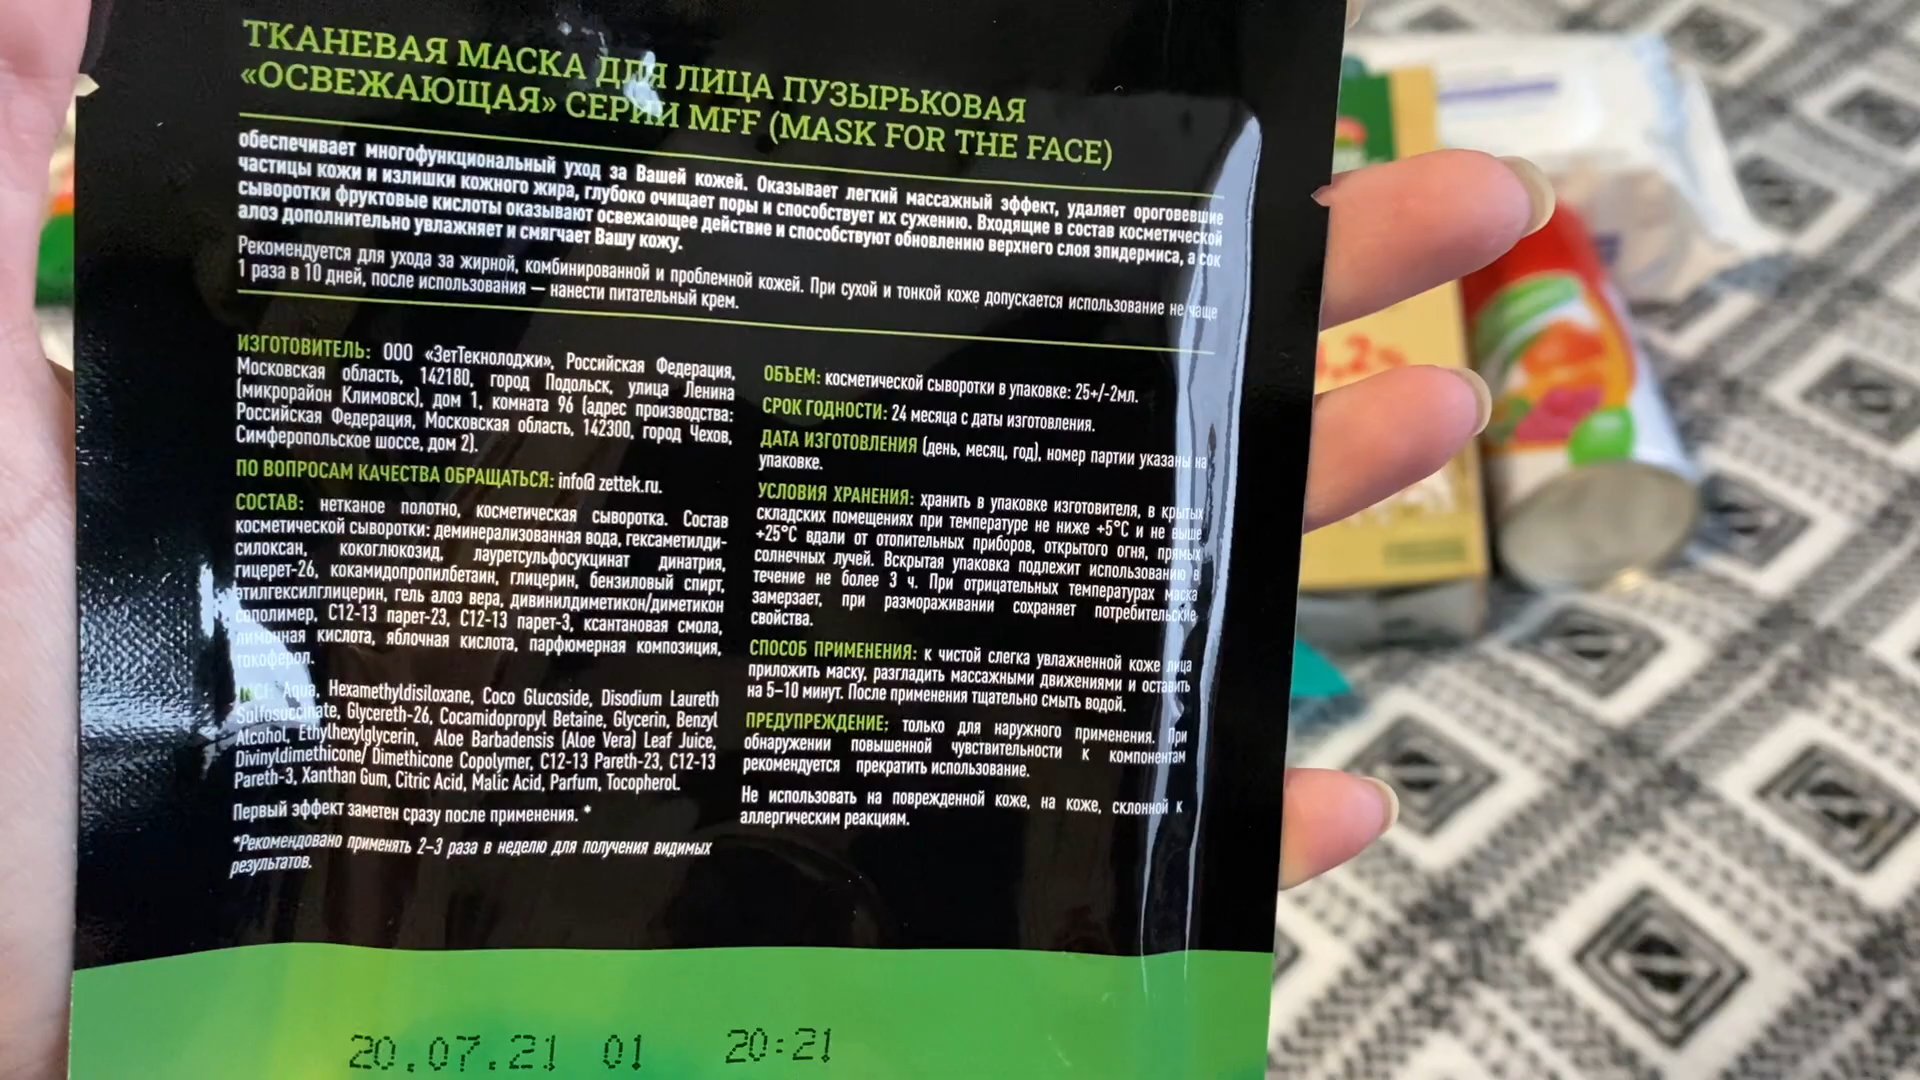 ТКАНЕВАЯ МАСКА ДЛЯ ЛИЦА ПУЗЫРЬКОВАЯ
«ОСВЕЖАЮЩАЯ» СЕРИИ MFF (MASK FOR THE FACE)
обеспечивает многофункциональный уход за Вашей кожей. Оказывает легкий массажный эффект, удаляет ороговевшие
частицы кожи и излишки кожного жира, глубоко очищает поры и способствует их сужению. Входящие в состав косметической
сыворотки фруктовые кислоты оказывают освежающее действие и способствуют обновлению верхнего слоя эпидермиса, а сок
алоэ дополнительно увлажняет и смягчает Вашу кожу.
Рекомендуется для ухода за жирной, комбинированной и проблемной кожей. При сухой и тонкой коже допускается использование не чаще
1 раза в 10 дней, после использования — нанести питательный крем.
ИЗГОТОВИТЕЛЬ: ООО «ЗетТекнолоджи», Российская Федерация,
Московская область, 142180, город Подольск, улица Ленина
(микрорайон Климовск), дом 1, комната 96 (адрес производства:
Российская Федерация, Московская область, 142300, город Чехов,
Симферопольское шоссе, дом 2).
ПО ВОПРОСАМ КАЧЕСТВА ОБРАЩАТЬСЯ: info@ zettek.ru.
СОСТАВ: нетканое полотно, косметическая сыворотка. Состав
косметической сыворотки: деминерализованная вода, гексаметилди-
силоксан, кокоглюкозид, лауретсульфосукцинат динатрия,
гицерет-26, кокамидопропилбетаин, глицерин, бензиловый спирт,
этилгексилглицерин, гель алоэ вера, дивинилдиметикон/диметикон
сополимер, С12-13 парет-23, С12-13 парет-3, ксантановая смола,
лимонная кислота, яблочная кислота, парфюмерная композиция,
токоферол.
INCI: Aqua, Hexamethyldisiloxane, Coco Glucoside, Disodium Laureth
Sulfosuccinate, Glycereth-26, Cocamidopropyl Betaine, Glycerin, Benzyl
Alcohol, Ethylhexylglycerin, Aloe Barbadensis (Aloe Vera) Leaf Juice,
Divinyldimethicone/ Dimethicone Copolymer, C12-13 Pareth-23, C12-13
Pareth-3, Xanthan Gum, Citric Acid, Malic Acid, Parfum, Tocopherol.
Первый эффект заметен сразу после применения. *
*Рекомендовано применять 2–3 раза в неделю для получения видимых
результатов.
ОБЪЕМ: косметической сыворотки в упаковке: 25+/-2мл.
СРОК ГОДНОСТИ: 24 месяца с даты изготовления.
ДАТА ИЗГОТОВЛЕНИЯ (день, месяц, год), номер партии указаны на
упаковке.
УСЛОВИЯ ХРАНЕНИЯ: хранить в упаковке изготовителя, в крытых
складских помещениях при температуре не ниже +5°С и не выше
+25°С вдали от отопительных приборов, открытого огня, прямых
солнечных лучей. Вскрытая упаковка подлежит использованию в
течение не более 3 ч. При отрицательных температурах маска
замерзает, при размораживании сохраняет потребительские
свойства.
СПОСОБ ПРИМЕНЕНИЯ: к чистой слегка увлажненной коже лица
приложить маску, разгладить массажными движениями и оставить
на 5–10 минут. После применения тщательно смыть водой.
ПРЕДУПРЕЖДЕНИЕ: только для наружного применения. При
обнаружении повышенной чувствительности к компонентам
рекомендуется прекратить использование.
Не использовать на поврежденной коже, на коже, склонной к
аллергическим реакциям.
20.07.21 01 20:21